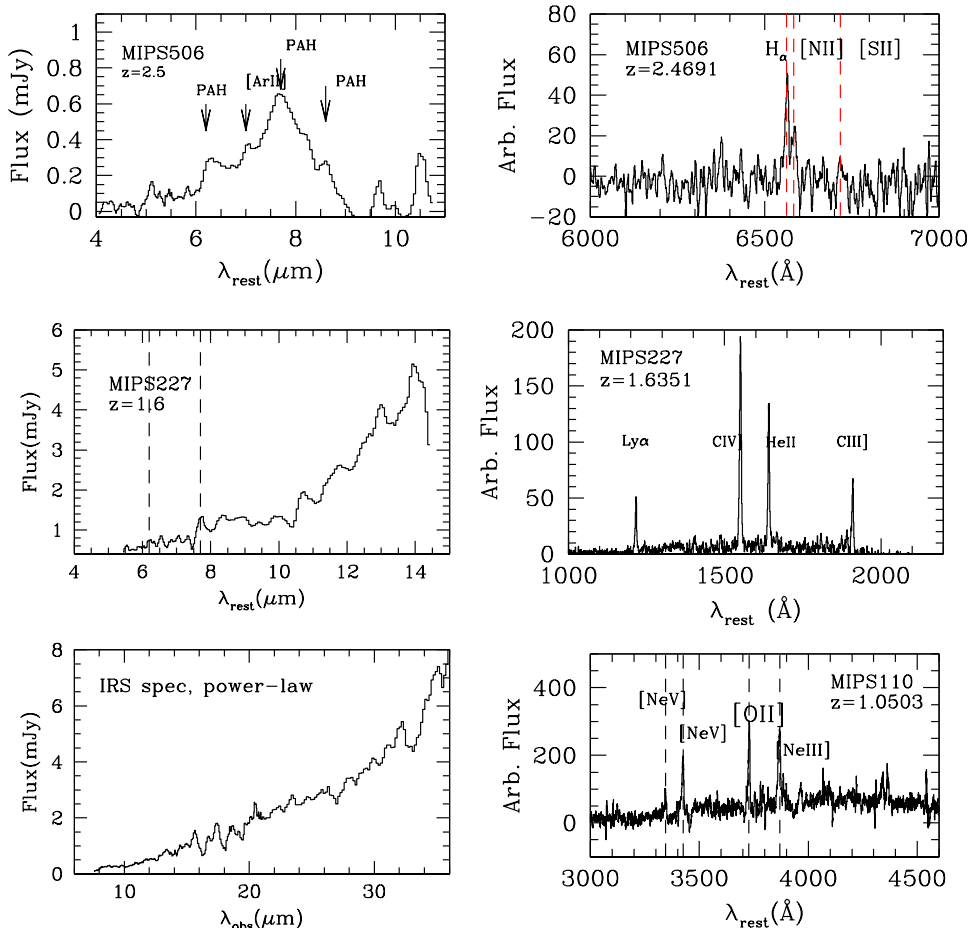 MIPS506
z=2.5
PAH
[ArII]
PAH
PAH
Flux (mJy)
1
0.8
0.6
0.4
0.2
0
4 6 8 10
λrest(μm)
MIPS506
z=2.4691
Hα [NII] [SII]
Arb. Flux
80
60
40
20
0
−20
6000 6500 7000
λrest(Å)
MIPS227
z=1.6
Flux(mJy)
6
5
4
3
2
1
4 6 8 10 12 14
λrest(μm)
MIPS227
z=1.6351
Lyα CIV HeII CIII]
Arb. Flux
200
150
100
50
0
1000 1500 2000
λrest (Å)
IRS spec, power−law
Flux(mJy)
8
6
4
2
0
10 20 30
λobs(μm)
MIPS110
z=1.0503
[NeV]
[NeV]
[OII]
NeIII]
Arb. Flux
400
200
0
3000 3500 4000 4500
λrest(Å)